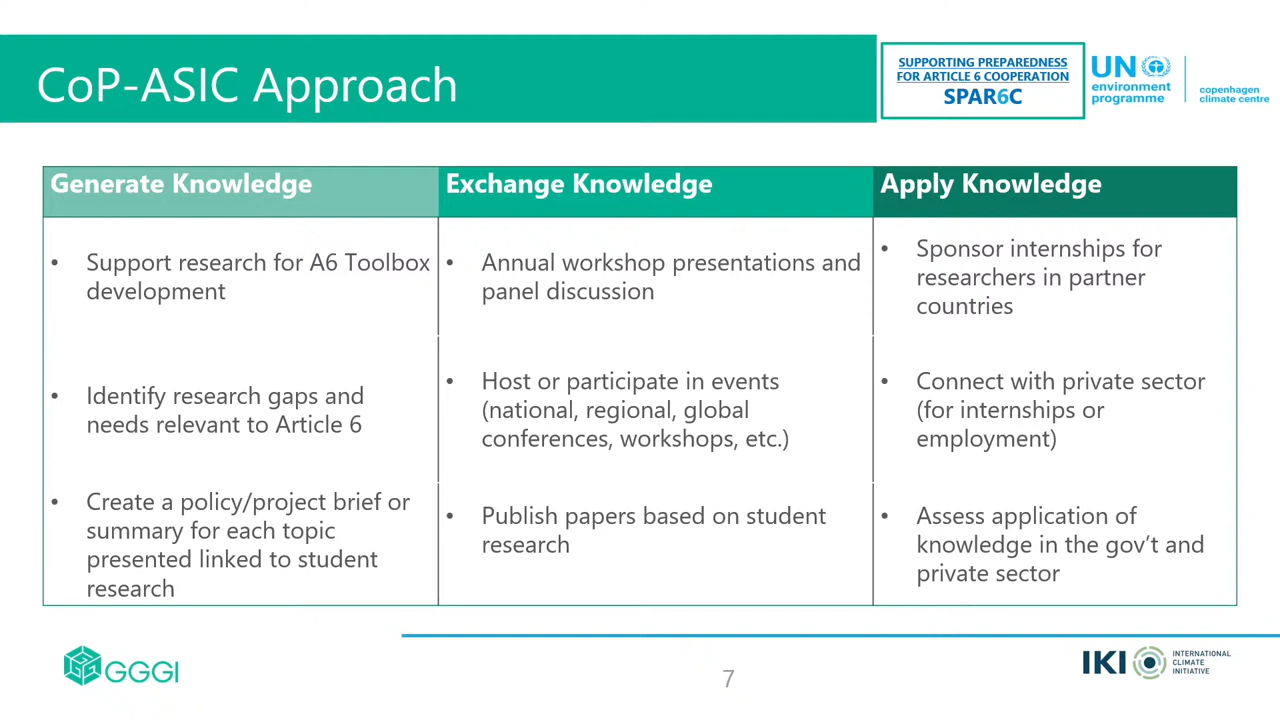 CoP-ASIC Approach
SUPPORTING PREPAREDNESS
FOR ARTICLE 6 COOPERATION
SPAR6C
UN
environment
programme
copenhagen
climate centre
Generate Knowledge
Exchange Knowledge
Apply Knowledge
• Support research for A6 Toolbox
development
• Annual workshop presentations and
panel discussion
• Sponsor internships for
researchers in partner
countries
• Identify research gaps and
needs relevant to Article 6
• Host or participate in events
(national, regional, global
conferences, workshops, etc.)
• Connect with private sector
(for internships or
employment)
• Create a policy/project brief or
summary for each topic
presented linked to student
research
• Publish papers based on student
research
• Assess application of
knowledge in the gov’t and
private sector
GGGI
7
IKI
INTERNATIONAL
CLIMATE
INITIATIVE